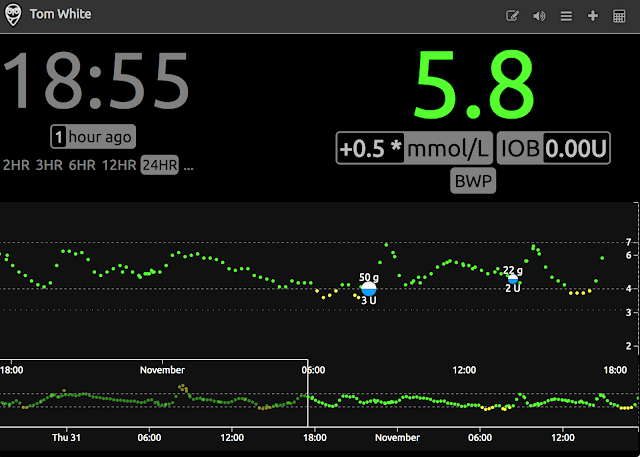 Tom White
18:55
1 hour ago
2HR 3HR 6HR 12HR 24HR ...
5.8
+0.5 * mmol/L IOB 0.00U
BWP
7
6
4
3
2
50 g
3 U
22 g
2 U
18:00 November 06:00 12:00 18:00
Thu 31 06:00 12:00 18:00 November 06:00 12:00